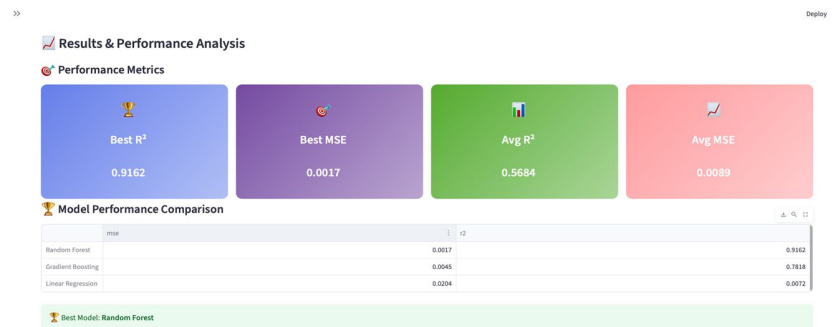 Deploy
📈 Results & Performance Analysis
🎯 Performance Metrics
🏆 🎯 📊 📈
Best R² Best MSE Avg R² Avg MSE
0.9162 0.0017 0.5684 0.0089
🏆 Model Performance Comparison
mse r2
Random Forest 0.0017 0.9162
Gradient Boosting 0.0045 0.7818
Linear Regression 0.0204 0.0072
🏆 Best Model: Random Forest